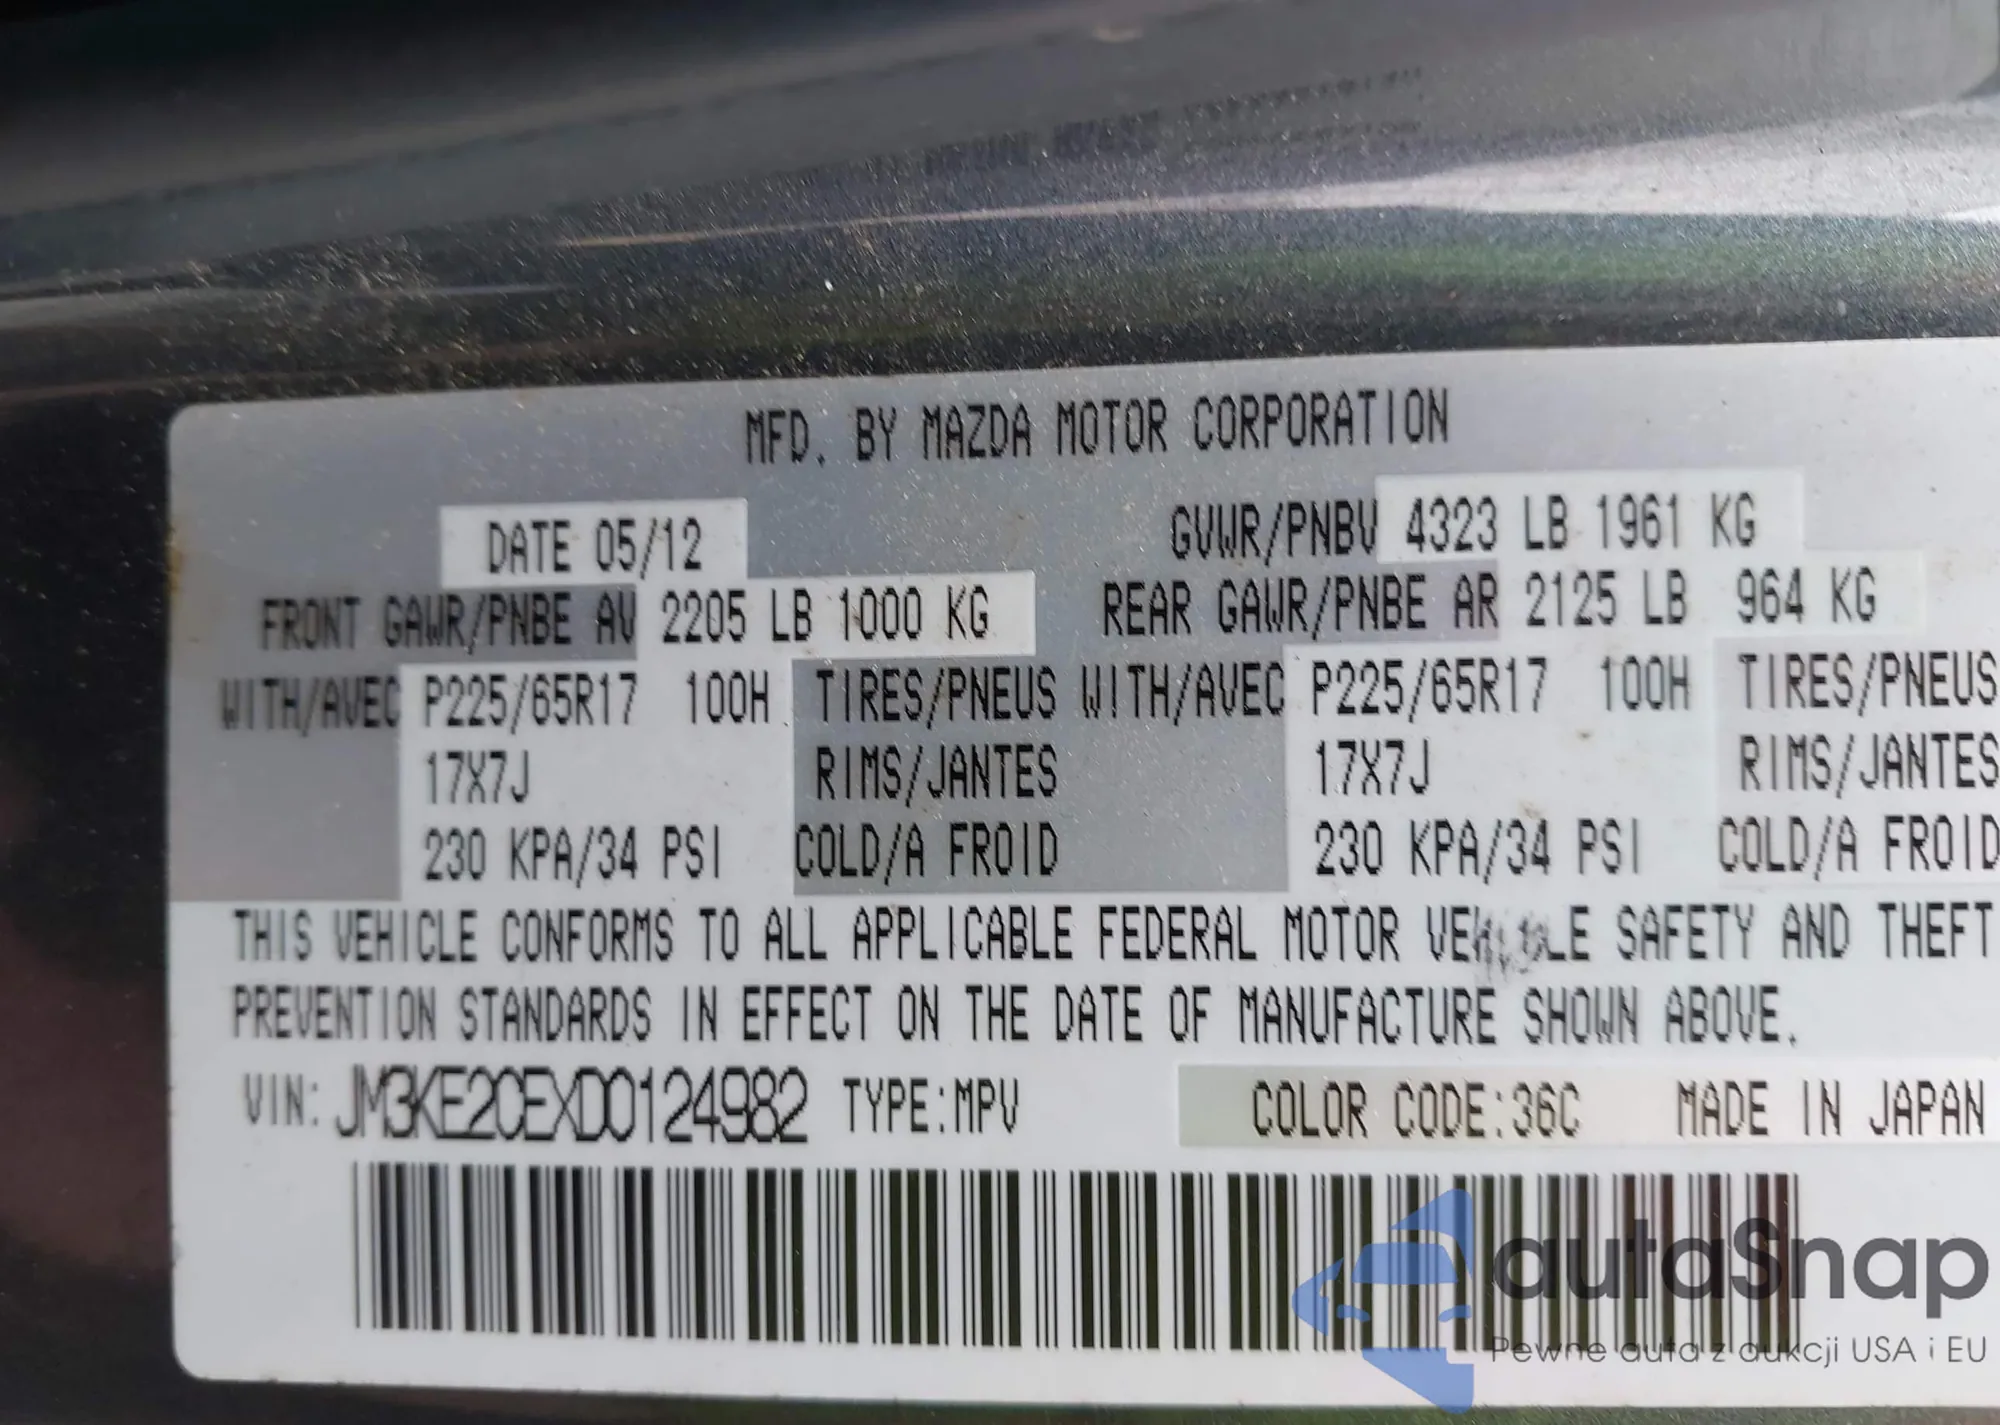 MFD. BY MAZDA MOTOR CORPORATION
DATE 05/12 GVWR/PNBV 4323 LB 1961 KG
FRONT GAWR/PNBE AV 2205 LB 1000 KG REAR GAWR/PNBE AR 2125 LB 964 KG
WITH/AVEC P225/65R17 100H TIRES/PNEUS WITH/AVEC P225/65R17 100H TIRES/PNEUS
17X7J RIMS/JANTES 17X7J RIMS/JANTES
230 KPA/34 PSI COLD/A FROID 230 KPA/34 PSI COLD/A FROID
THIS VEHICLE CONFORMS TO ALL APPLICABLE FEDERAL MOTOR VEHICLE SAFETY AND THEFT
PREVENTION STANDARDS IN EFFECT ON THE DATE OF MANUFACTURE SHOWN ABOVE.
VIN: JM3KE2CEXD0124982 TYPE:MPV COLOR CODE:36C MADE IN JAPAN
autaSnap
Pewne auta z aukcji USA i EU